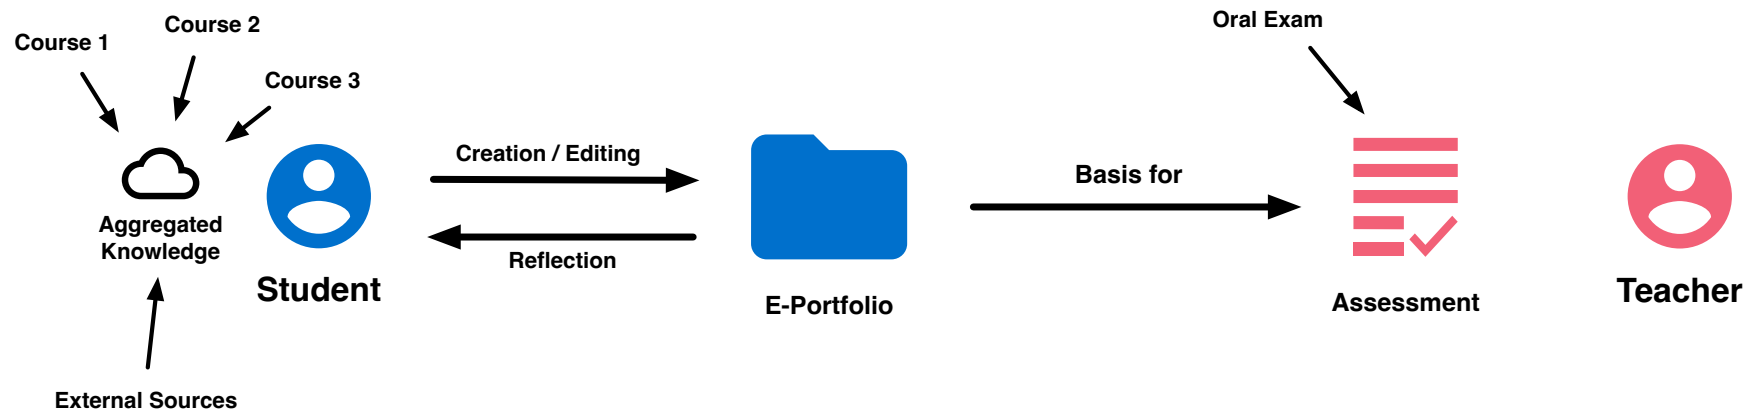 Course 1
Course 2
Course 3
Aggregated
Knowledge
External Sources
Student
Creation / Editing
Reflection
E-Portfolio
Basis for
Oral Exam
Assessment
Teacher